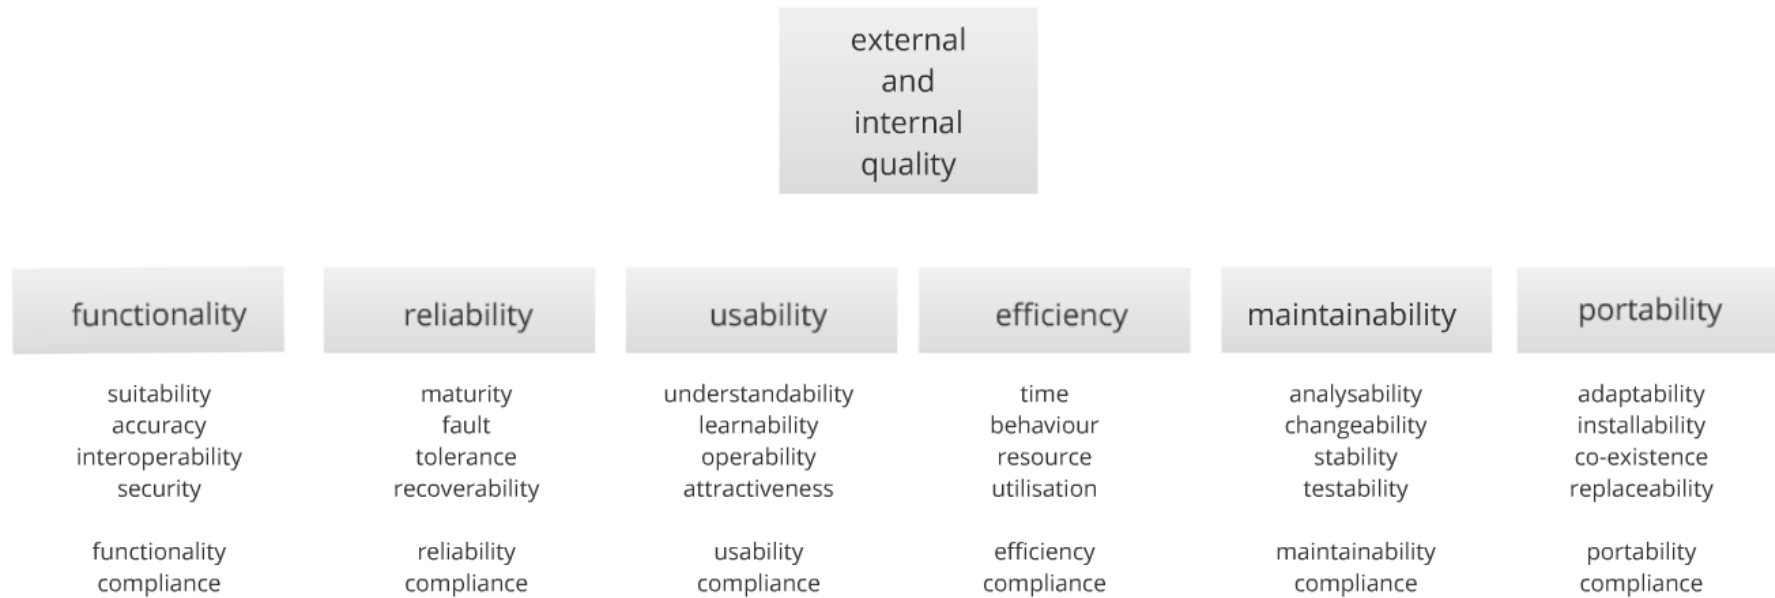 external
and
internal
quality
functionality
suitability
accuracy
interoperability
security
functionality
compliance
reliability
maturity
fault
tolerance
recoverability
reliability
compliance
usability
understandability
learnability
operability
attractiveness
usability
compliance
efficiency
time
behaviour
resource
utilisation
efficiency
compliance
maintainability
analysability
changeability
stability
testability
maintainability
compliance
portability
adaptability
installability
co-existence
replaceability
portability
compliance